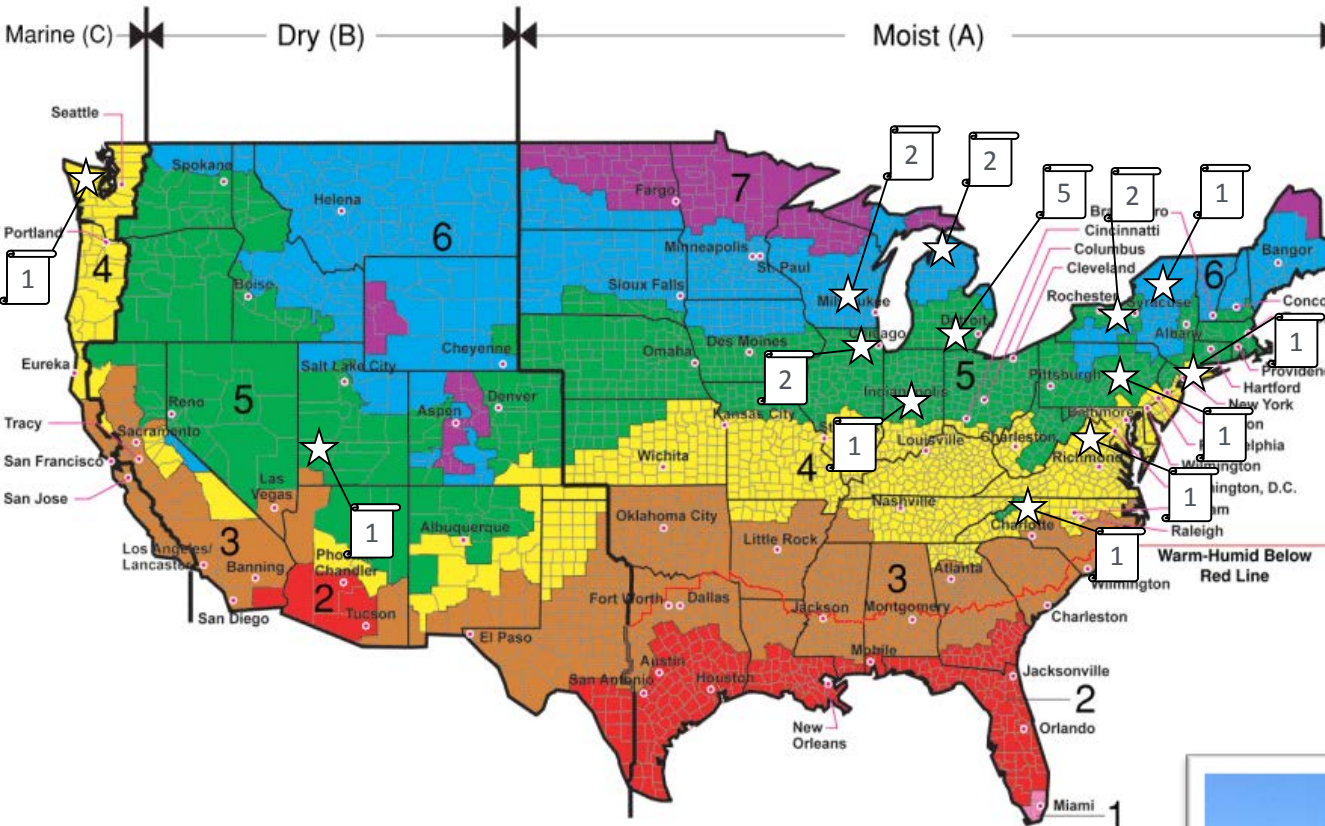 Marine (C)
Dry (B)
Moist (A)
Seattle
Spokane
Helena
Fargo
7
2
2
5
2
1
Cincinnatti
Columbus
Cleveland
Bangor
Portland
4
1
6
Minneapolis
St. Paul
Boise
Sioux Falls
Rochester
Syracuse
6
Albany
Detroit
Chicago
Eureka
Salt Lake City
Cheyenne
Omaha
Des Moines
2
Pittsburgh
1
Hartford
New York
Reno
5
Aspen
Denver
Indianapolis
5
Baltimore
1
Tracy
Sacramento
Kansas City
1
Louisville
Charleston
Richmond
Wilmington
San Francisco
San Jose
Las
Vegas
Wichita
4
1
Nashville
Raleigh
1
Albuquerque
Oklahoma City
Little Rock
Charlotte
1
Warm-Humid Below
Red Line
3
Los Angeles/
Lancaster
Banning
Chandler
2
Tucson
San Diego
El Paso
Fort Worth
Dallas
Jackson
3
Atlanta
Montgomery
Wilmington
Charleston
Austin
San Antonio
Houston
Mobile
Jacksonville
2
New
Orleans
Orlando
Miami
1